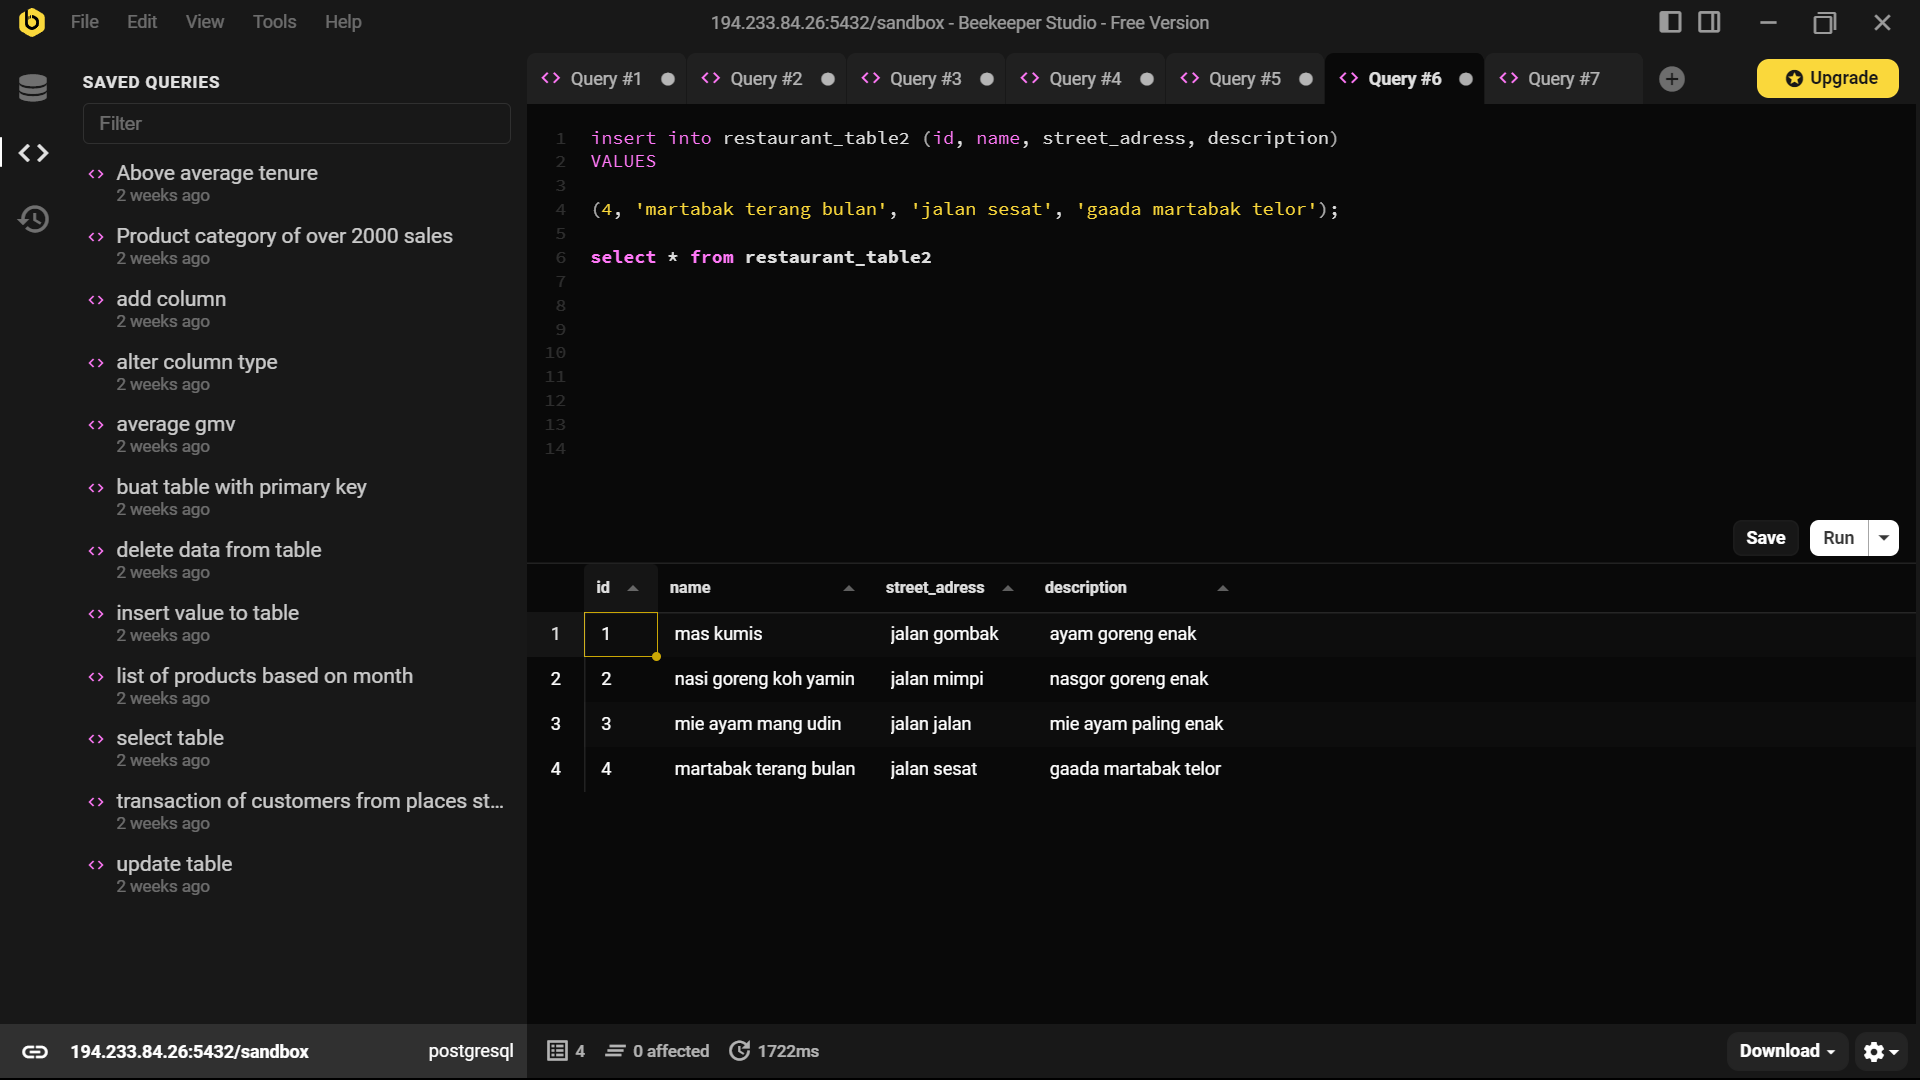 File Edit View Tools Help
194.233.84.26:5432/sandbox - Beekeeper Studio - Free Version
SAVED QUERIES
Filter
Above average tenure
2 weeks ago
Product category of over 2000 sales
2 weeks ago
add column
2 weeks ago
alter column type
2 weeks ago
average gmv
2 weeks ago
buat table with primary key
2 weeks ago
delete data from table
2 weeks ago
insert value to table
2 weeks ago
list of products based on month
2 weeks ago
select table
2 weeks ago
transaction of customers from places st...
2 weeks ago
update table
2 weeks ago
194.233.84.26:5432/sandbox postgresql
Query #1 Query #2 Query #3 Query #4 Query #5 Query #6 Query #7
Upgrade
1 insert into restaurant_table2 (id, name, street_adress, description)
2 VALUES
3
4 (4, 'martabak terang bulan', 'jalan sesat', 'gaada martabak telor');
5
6 select * from restaurant_table2
7
8
9
10
11
12
13
14
Save Run
id name street_adress description
1 1 mas kumis jalan gombak ayam goreng enak
2 2 nasi goreng koh yamin jalan mimpi nasgor goreng enak
3 3 mie ayam mang udin jalan jalan mie ayam paling enak
4 4 martabak terang bulan jalan sesat gaada martabak telor
4 0 affected 1722ms
Download